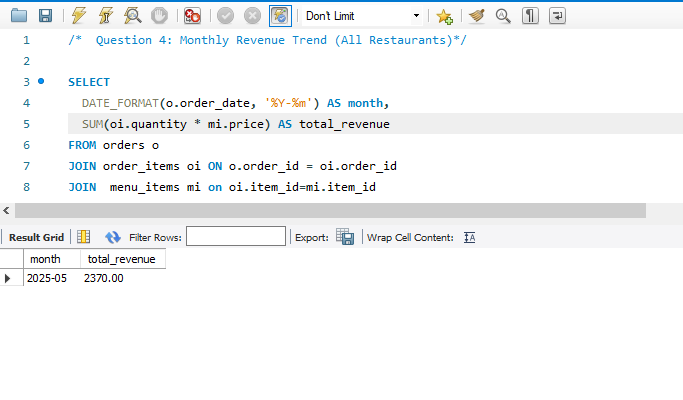 Don't Limit
1 /* Question 4: Monthly Revenue Trend (All Restaurants)*/
2
3 SELECT
4 DATE_FORMAT(o.order_date, '%Y-%m') AS month,
5 SUM(oi.quantity * mi.price) AS total_revenue
6 FROM orders o
7 JOIN order_items oi ON o.order_id = oi.order_id
8 JOIN  menu_items mi on oi.item_id=mi.item_id
Result Grid Filter Rows: Export: Wrap Cell Content:
month total_revenue
2025-05 2370.00